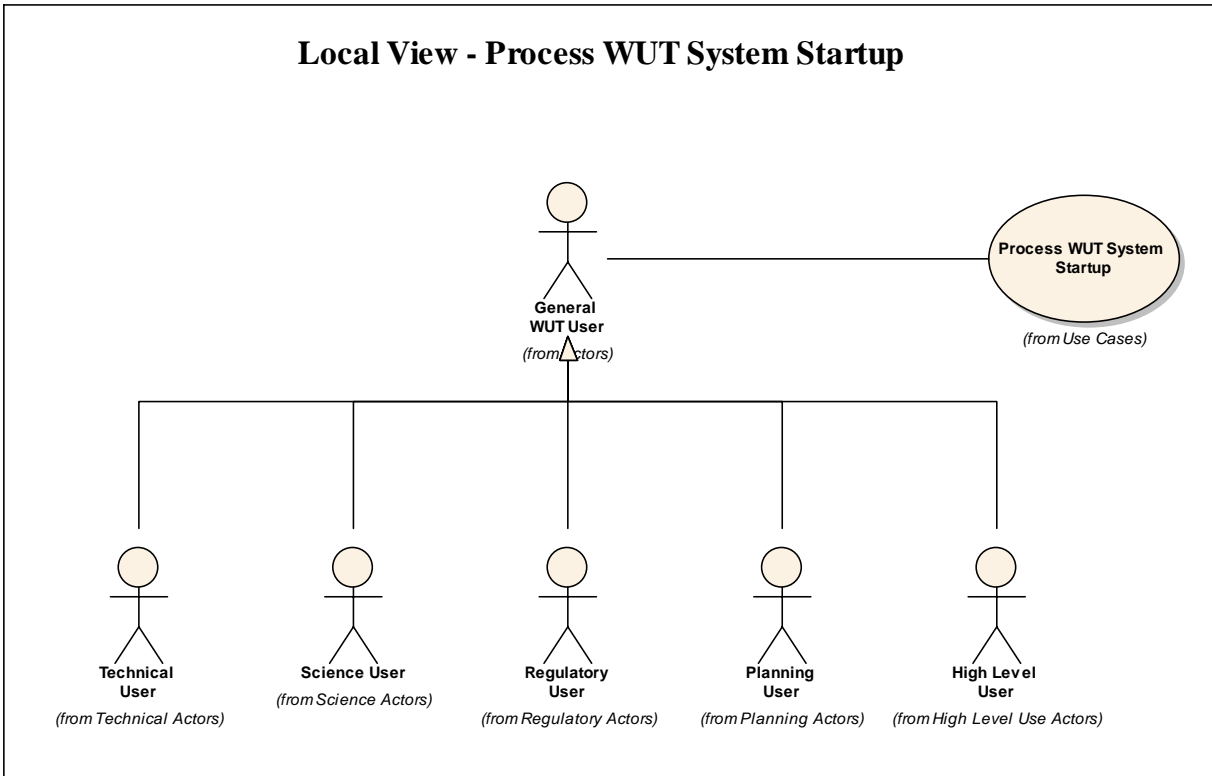 Local View - Process WUT System Startup
Process WUT System
Startup
(from Use Cases)
General
WUT User
(from Actors)
Technical
User
(from Technical Actors)
Science User
(from Science Actors)
Regulatory
User
(from Regulatory Actors)
Planning
User
(from Planning Actors)
High Level
User
(from High Level Use Actors)